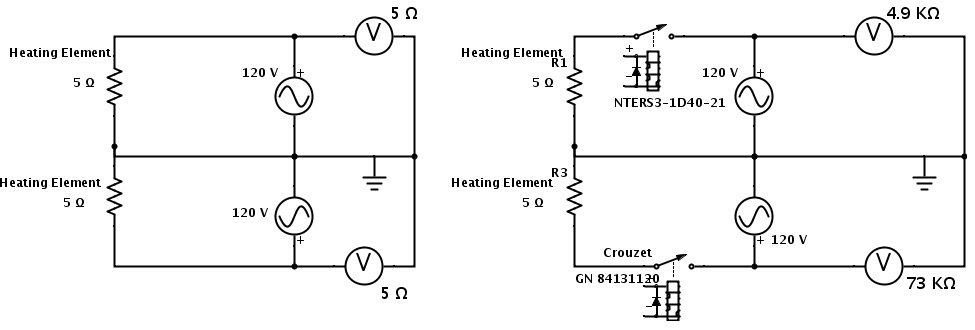 5 Ω
V
Heating Element
5 Ω
120 V
+
Heating Element
5 Ω
120 V
+
V
5 Ω
4.9 KΩ
V
Heating Element
R1
5 Ω
+
NTERS3-1D40-21
120 V
+
R3
Heating Element
5 Ω
Crouzet
GN 84131120
+ 120 V
V
73 KΩ